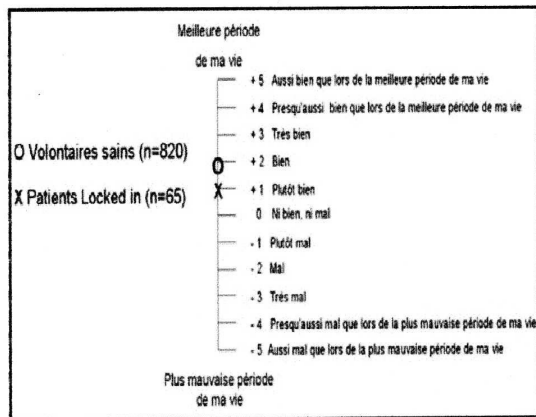 Meilleure période
de ma vie
+ 5 Aussi bien que lors de la meilleure période de ma vie
+ 4 Presqu'aussi bien que lors de la meilleure période de ma vie
+ 3 Très bien
O Volontaires sains (n=820)
O
+ 2 Bien
X Patients Locked in (n=65)
X
+ 1 Plutôt bien
0 Ni bien, ni mal
- 1 Plutôt mal
- 2 Mal
- 3 Très mal
- 4 Presqu'aussi mal que lors de la plus mauvaise période de ma vie
- 5 Aussi mal que lors de la plus mauvaise période de ma vie
Plus mauvaise période
de ma vie